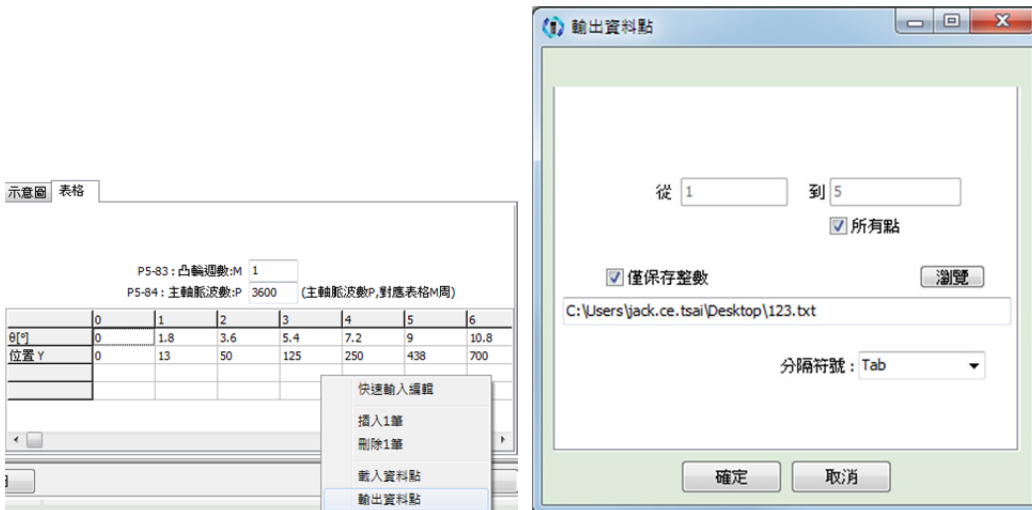 示意圖 表格
P5-83 : 凸輪週數:M 1
P5-84 : 主軸脈波數:P 3600 (主軸脈波數P,對應表格M周)
0 1 2 3 4 5 6
θ[°] 0 1.8 3.6 5.4 7.2 9 10.8
位置 Y 0 13 50 125 250 438 700
快速輸入編輯
插入1筆
刪除1筆
載入資料點
輸出資料點
輸出資料點
從 1 到 5
所有點
僅保存整數 瀏覽
C:\Users\jack.ce.tsai\Desktop\123.txt
分隔符號 : Tab
確定 取消